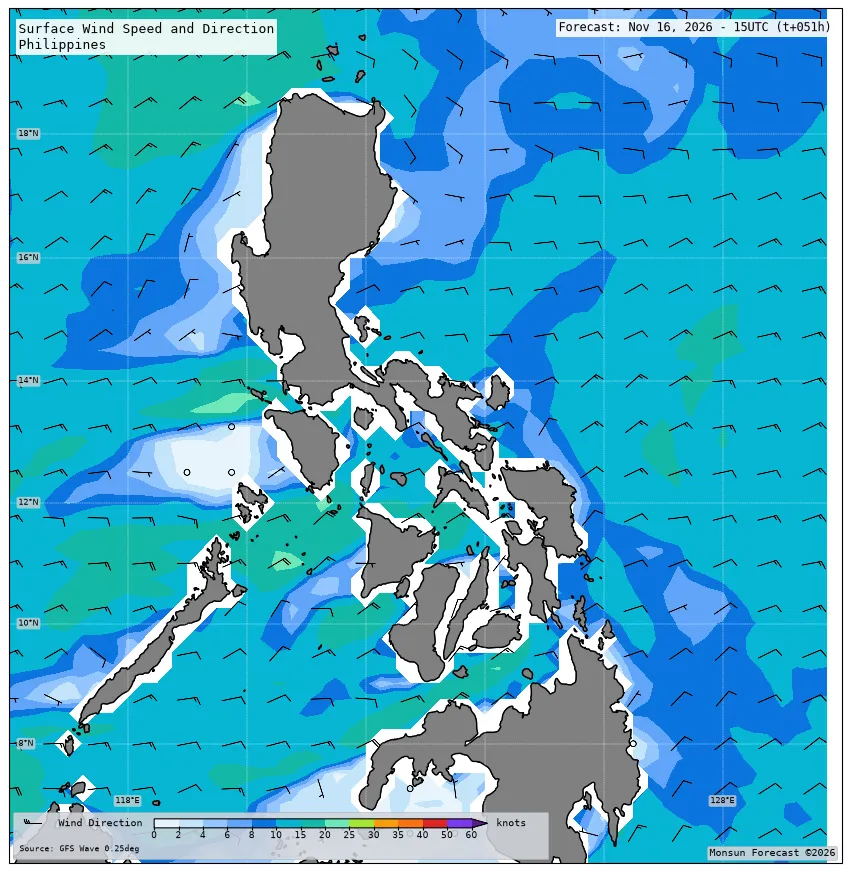 Surface Wind Speed and Direction
Philippines
Forecast: Nov 16, 2026 - 15UTC (t+051h)
18°N
16°N
14°N
12°N
10°N
8°N
118°E
128°E
Wind Direction
0 2 4 6 8 10 15 20 25 30 35 40 50 60 knots
Source: GFS Wave 0.25deg
Monsun Forecast ©2026